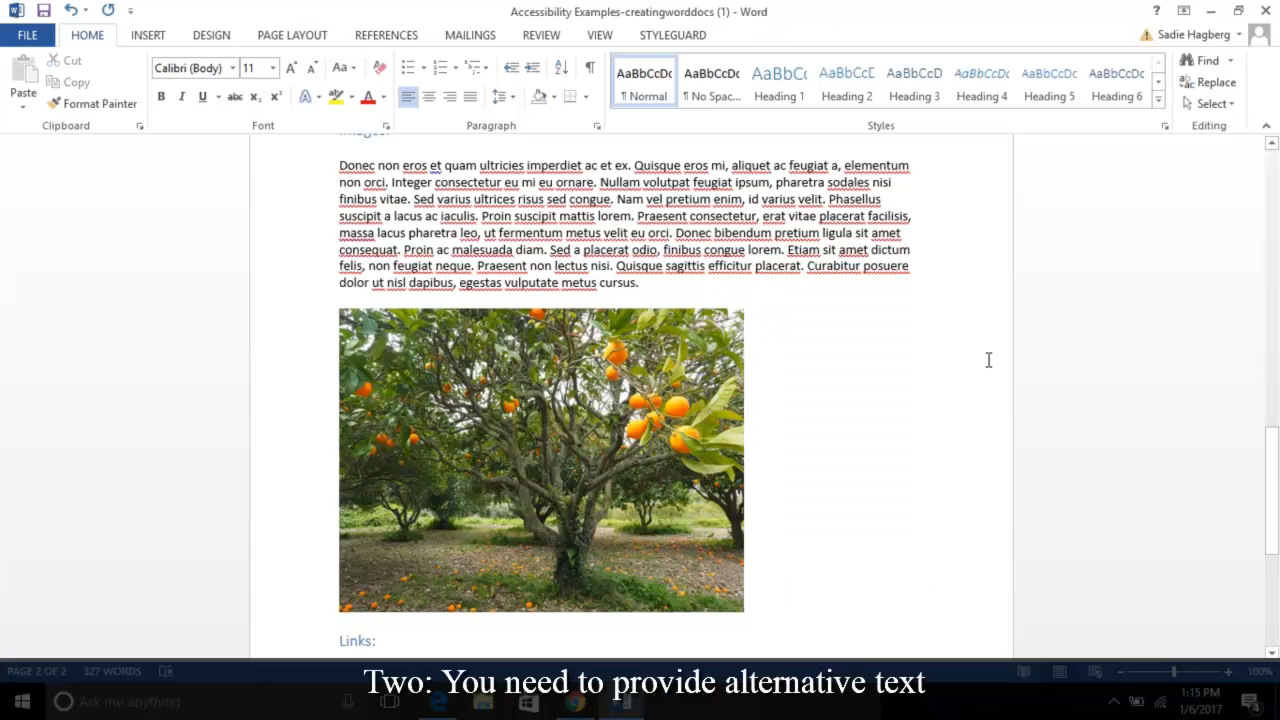 Accessibility Examples-creatingworddocs (1) - Word
FILE HOME INSERT DESIGN PAGE LAYOUT REFERENCES MAILINGS REVIEW VIEW STYLEGUARD
Sadie Hagberg
Paste
Cut
Copy
Format Painter
Clipboard
Calibri (Body) 11
Font
Paragraph
AaBbCcDc AaBbCcDc AaBbCc AaBbCcE AaBbCcD AaBbCcD AaBbCcDc AaBbCcDc
¶ Normal ¶ No Spac... Heading 1 Heading 2 Heading 3 Heading 4 Heading 5 Heading 6
Styles
Find
Replace
Select
Editing
Images:
Donec non eros et quam ultricies imperdiet ac et ex. Quisque eros mi, aliquet ac feugiat a, elementum
non orci. Integer consectetur eu mi eu ornare. Nullam volutpat feugiat ipsum, pharetra sodales nisi
finibus vitae. Sed varius ultrices risus sed congue. Nam vel pretium enim, id varius velit. Phasellus
suscipit a lacus ac iaculis. Proin suscipit mattis lorem. Praesent consectetur, erat vitae placerat facilisis,
massa lacus pharetra leo, ut fermentum metus velit eu orci. Donec bibendum pretium ligula sit amet
consequat. Proin ac malesuada diam. Sed a placerat odio, finibus congue lorem. Etiam sit amet dictum
felis, non feugiat neque. Praesent non lectus nisi. Quisque sagittis efficitur placerat. Curabitur posuere
dolor ut nisl dapibus, egestas vulputate metus cursus.
Links:
PAGE 2 OF 2 327 WORDS 100%
Two: You need to provide alternative text
Ask me anything
1:15 PM
1/6/2017